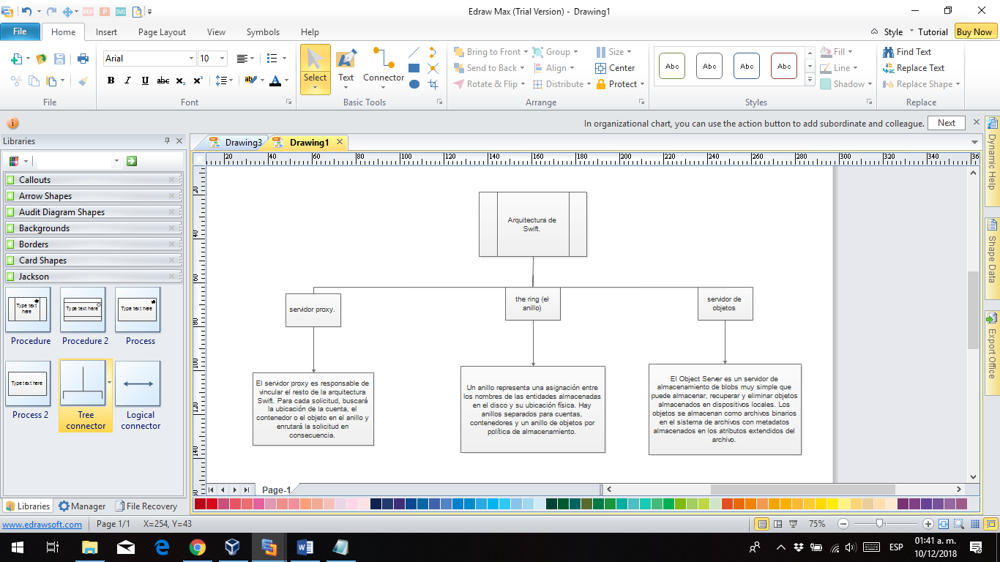 Edraw Max (Trial Version) - Drawing1
File Home Insert Page Layout View Symbols Help Style Tutorial Buy Now
Arial 10
B I U abc x₂ x²
File Font
Select Text Connector
Basic Tools
Bring to Front Group Size
Send to Back Align Center
Rotate & Flip Distribute Protect
Arrange
Abc Abc Abc Abc
Fill
Line
Shadow
Styles
Find Text
Replace Text
Replace Shape
Replace
In organizational chart, you can use the action button to add subordinate and colleague. Next
Libraries
Callouts
Arrow Shapes
Audit Diagram Shapes
Backgrounds
Borders
Card Shapes
Jackson
Type text here
Type text here
Type text here
Procedure Procedure 2 Process
Type text here
Process 2 Tree connector Logical connector
Libraries Manager File Recovery
Drawing3 Drawing1
20 40 60 80 100 120 140 160 180 200 220 240 260 280 300 320 340 36
20
40
60
80
100
120
140
Arquitectura de
Swift.
servidor proxy.
the ring (el
anillo)
servidor de
objetos
El servidor proxy es responsable de
vincular el resto de la arquitectura
Swift. Para cada solicitud, buscará
la ubicación de la cuenta, el
contenedor o el objeto en el anillo y
enrutará la solicitud en
consecuencia.
Un anillo representa una asignación entre
los nombres de las entidades almacenadas
en el disco y su ubicación física. Hay
anillos separados para cuentas,
contenedores y un anillo de objetos por
política de almacenamiento.
El Object Server es un servidor de
almacenamiento de blobs muy simple que
puede almacenar, recuperar y eliminar objetos
almacenados en dispositivos locales. Los
objetos se almacenan como archivos binarios
en el sistema de archivos con metadatos
almacenados en los atributos extendidos del
archivo.
Dynamic Help
Shape Data
Export Office
Page-1
www.edrawsoft.com Page 1/1 X=254, Y=43 75%
ESP
01:41 a. m.
10/12/2018